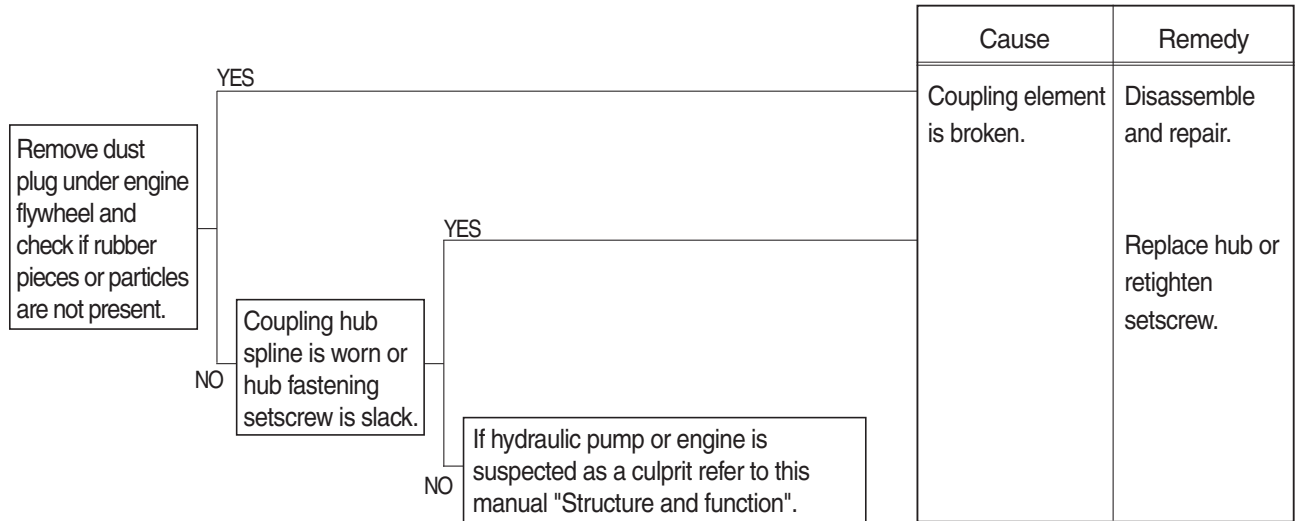 Cause
Remedy
YES
Coupling element
is broken.
Disassemble
and repair.
Remove dust
plug under engine
flywheel and
check if rubber
pieces or particles
are not present.
YES
Replace hub or
retighten
setscrew.
NO
Coupling hub
spline is worn or
hub fastening
setscrew is slack.
NO
If hydraulic pump or engine is
suspected as a culprit refer to this
manual "Structure and function".